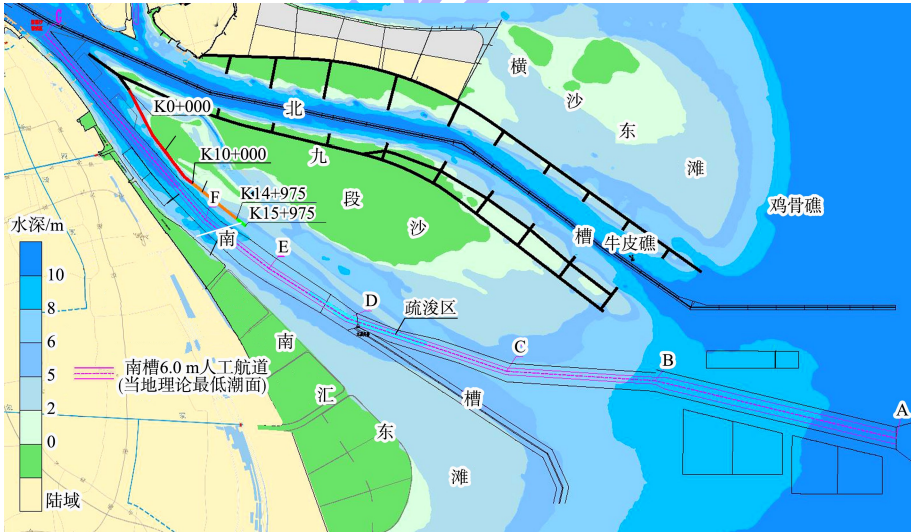 横
沙
东
滩
K0+000
北
K10+000
九
F
K14+975
段
鸡骨礁
K15+975
沙
水深/m
南
槽
牛皮礁
E
10
8
D
疏浚区
6
南
C
B
5
南槽6.0 m人工航道
(当地理论最低潮面)
汇
槽
A
2
东
0
滩
陆域